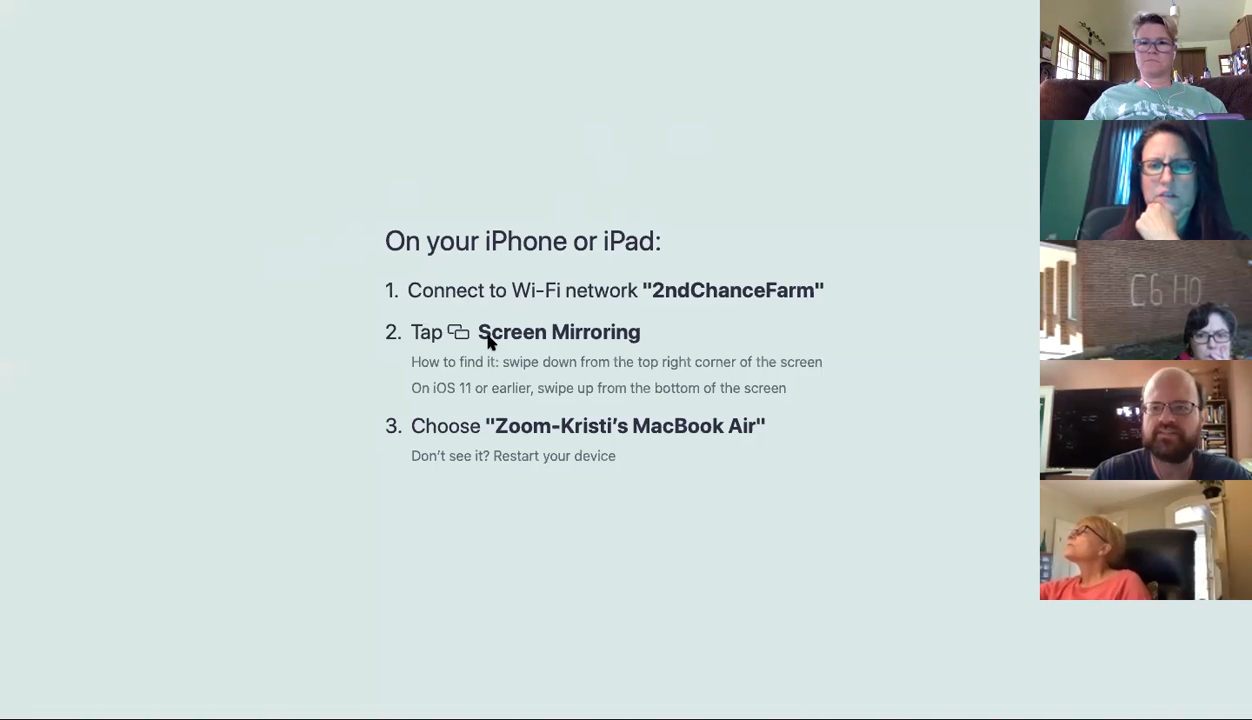 On your iPhone or iPad:
1. Connect to Wi-Fi network "2ndChanceFarm"
2. Tap Screen Mirroring
How to find it: swipe down from the top right corner of the screen
On iOS 11 or earlier, swipe up from the bottom of the screen
3. Choose "Zoom-Kristi’s MacBook Air"
Don’t see it? Restart your device
C6 HO